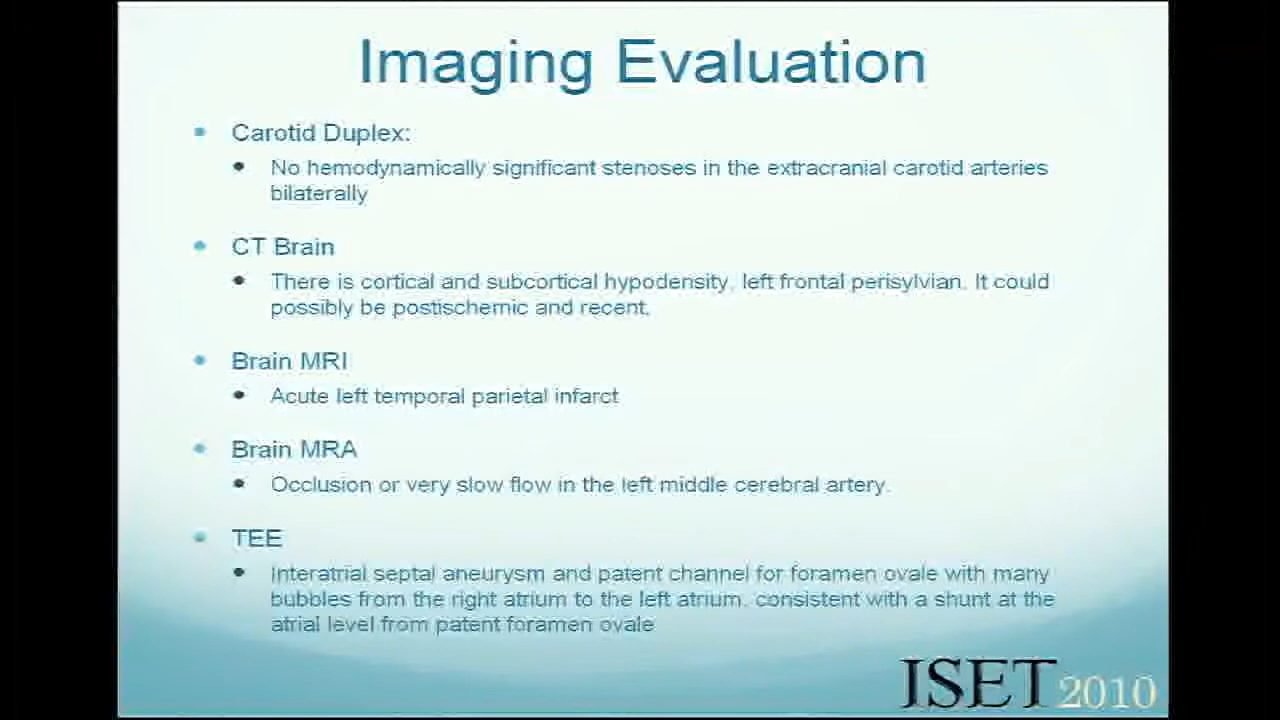 Imaging Evaluation
Carotid Duplex:
No hemodynamically significant stenoses in the extracranial carotid arteries
bilaterally
CT Brain
There is cortical and subcortical hypodensity, left frontal perisylvian. It could
possibly be postischemic and recent.
Brain MRI
Acute left temporal parietal infarct
Brain MRA
Occlusion or very slow flow in the left middle cerebral artery.
TEE
Interatrial septal aneurysm and patent channel for foramen ovale with many
bubbles from the right atrium to the left atrium, consistent with a shunt at the
atrial level from patent foramen ovale
ISET 2010